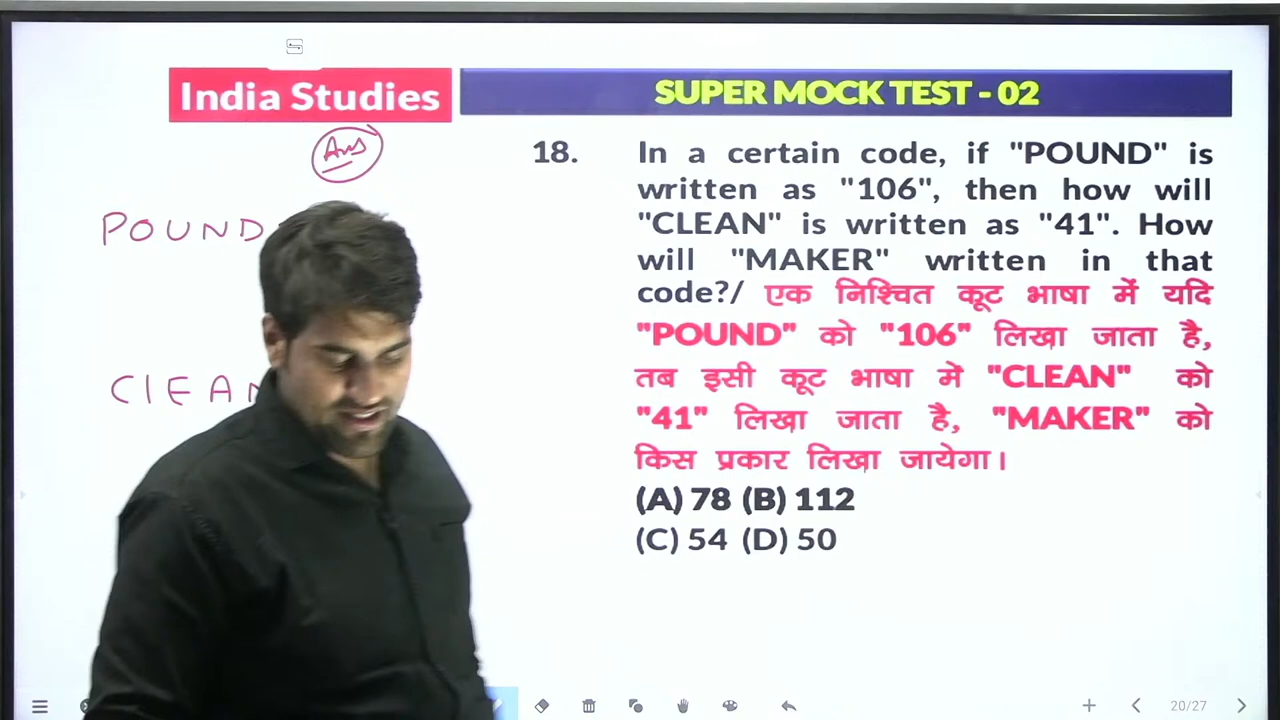 India Studies
SUPER MOCK TEST - 02
Ans
POUND
ClEAN
18. In a certain code, if "POUND" is
written as "106", then how will
"CLEAN" is written as "41". How
will "MAKER" written in that
code?/ एक निश्चित कूट भाषा में यदि
"POUND" को "106" लिखा जाता है,
तब इसी कूट भाषा में "CLEAN" को
"41" लिखा जाता है, "MAKER" को
किस प्रकार लिखा जायेगा।
(A) 78 (B) 112
(C) 54 (D) 50
20/27